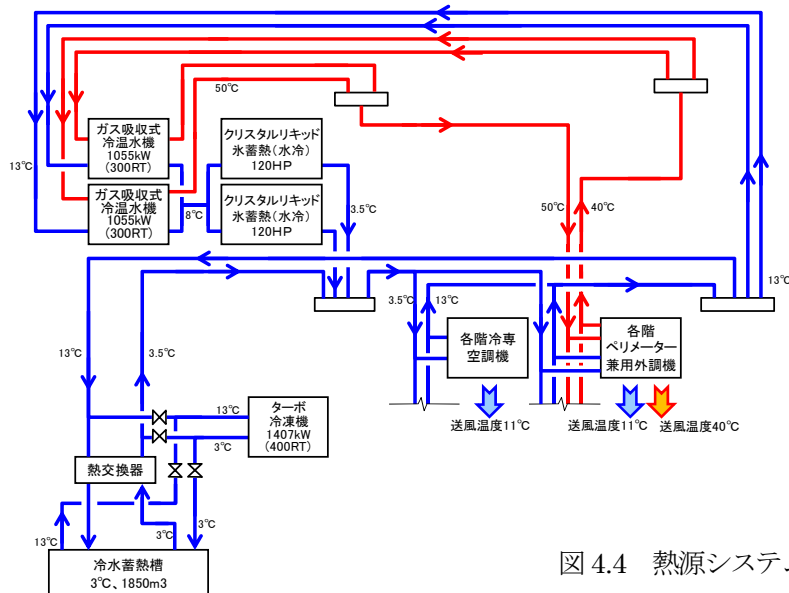 50℃
ガス吸収式
冷温水機
1055kW
(300RT)
クリスタルリキッド
氷蓄熱(水冷)
120HP
13℃
ガス吸収式
冷温水機
1055kW
(300RT)
8℃
クリスタルリキッド
氷蓄熱(水冷)
120HP
3.5℃
50℃
40℃
13℃
3.5℃
13℃
各階冷専
空調機
各階
ペリメーター
兼用外調機
13℃
3.5℃
送風温度11℃
送風温度11℃
送風温度40℃
13℃
3℃
ターボ
冷凍機
1407kW
(400RT)
熱交換器
13℃
3℃
3℃
冷水蓄熱槽
3℃、1850m3
図 4.4 熱源システ